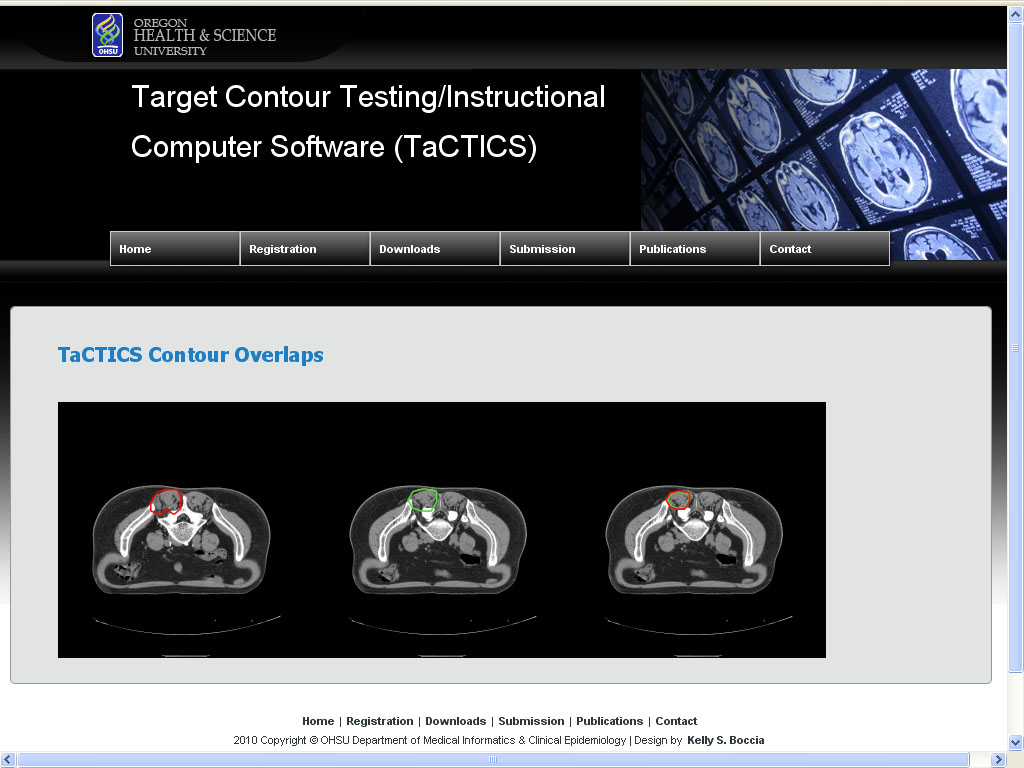 OREGON
HEALTH & SCIENCE
UNIVERSITY
OHSU
Target Contour Testing/Instructional
Computer Software (TaCTICS)
Home Registration Downloads Submission Publications Contact
TaCTICS Contour Overlaps
Home | Registration | Downloads | Submission | Publications | Contact
2010 Copyright © OHSU Department of Medical Informatics & Clinical Epidemiology | Design by Kelly S. Boccia